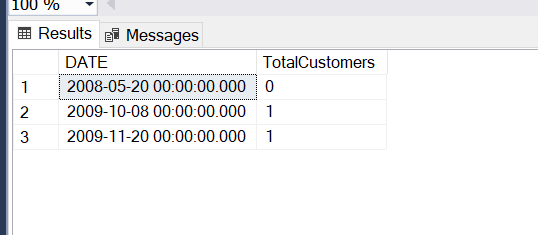 100 %
Results Messages
DATE TotalCustomers
1 2008-05-20 00:00:00.000 0
2 2009-10-08 00:00:00.000 1
3 2009-11-20 00:00:00.000 1